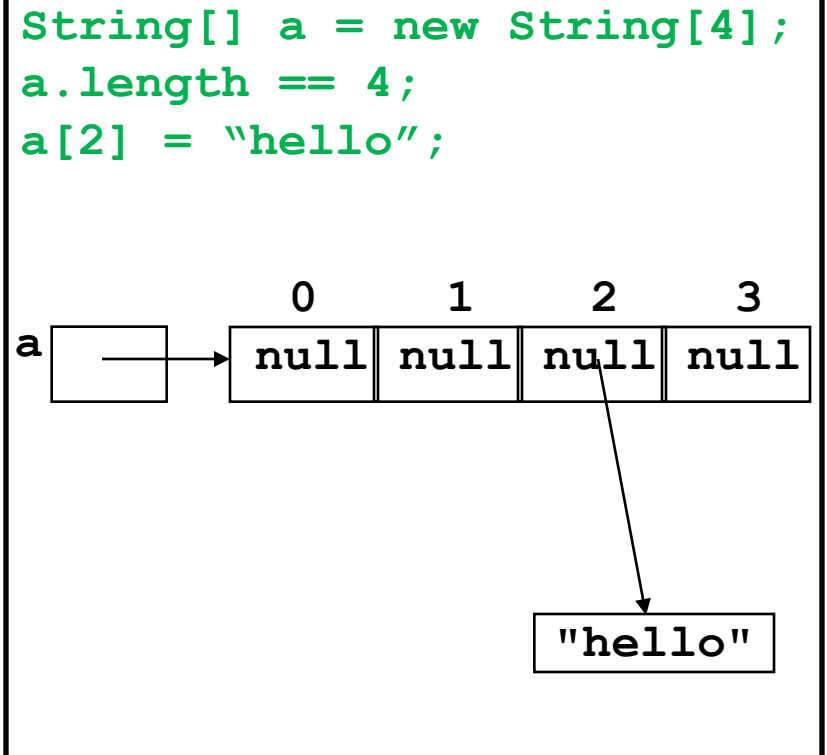 String[] a = new String[4];
a.length == 4;
a[2] = “hello”;
0 1 2 3
a null null null null
"hello"